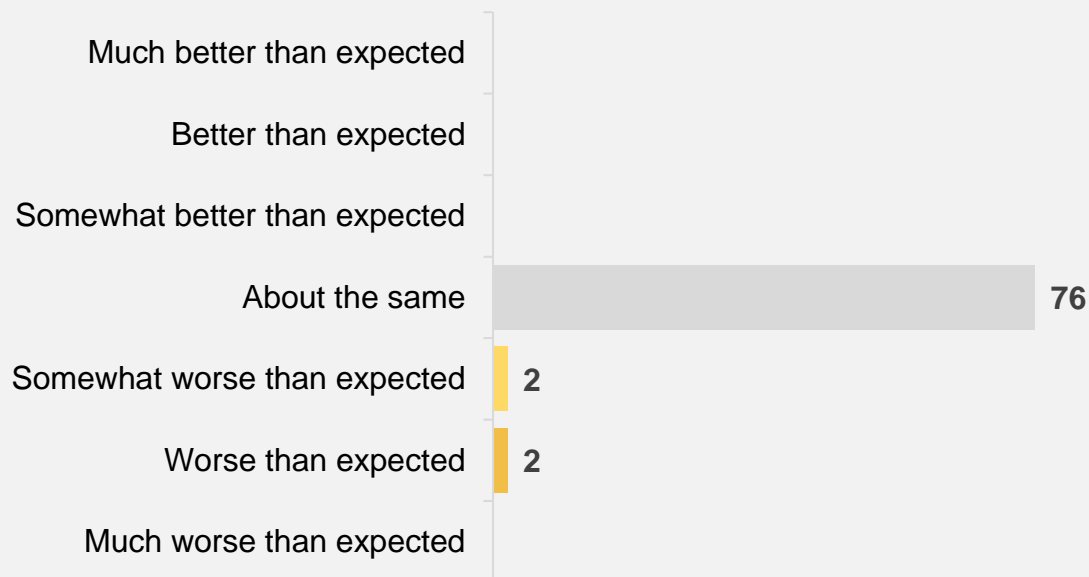 Much better than expected
Better than expected
Somewhat better than expected
About the same 76
Somewhat worse than expected 2
Worse than expected 2
Much worse than expected